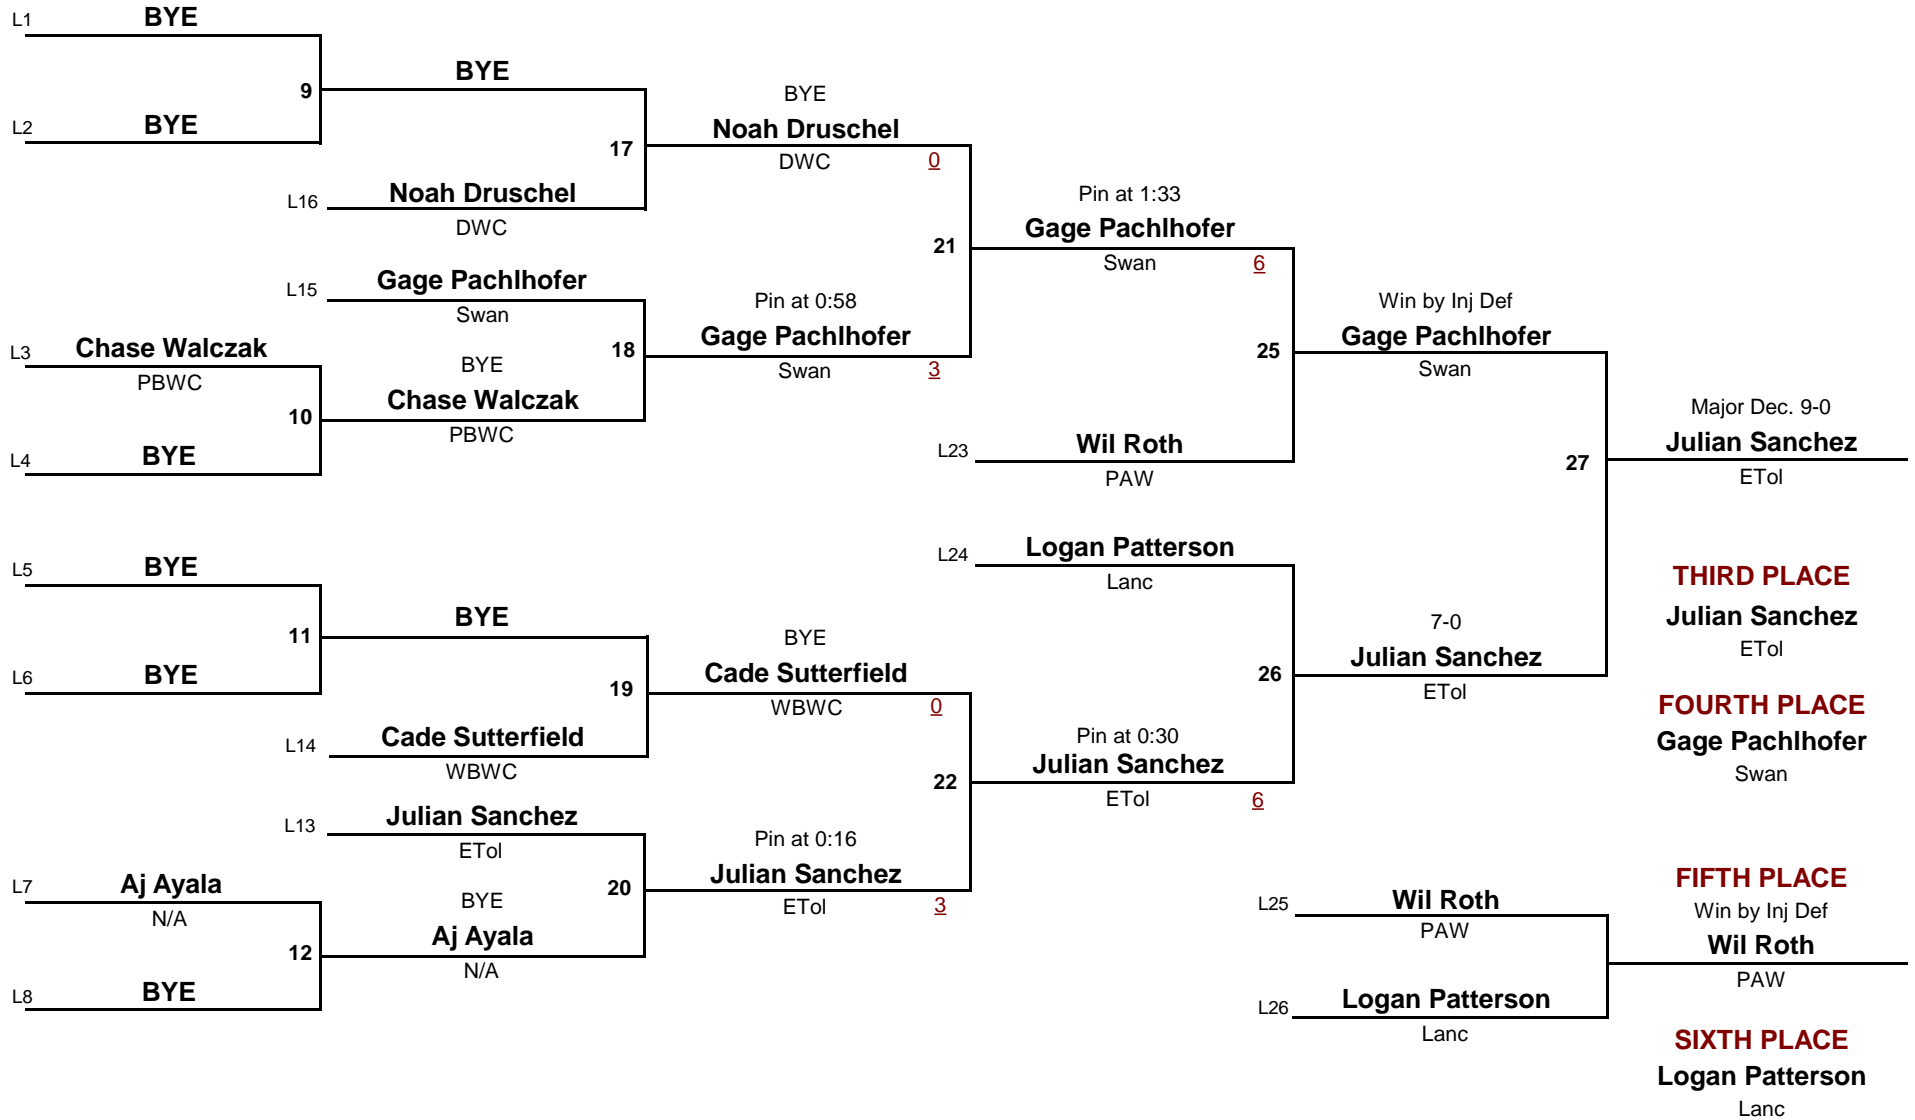 L1
BYE
9
L2
BYE
BYE
17
L16
Noah Druschel
DWC
BYE
Noah Druschel
DWC
0
L15
Gage Pachlhofer
Swan
L3
Chase Walczak
PBWC
10
L4
BYE
BYE
Chase Walczak
PBWC
18
Pin at 0:58
Gage Pachlhofer
Swan
3
21
Pin at 1:33
Gage Pachlhofer
Swan
6
25
L23
Wil Roth
PAW
Win by Inj Def
Gage Pachlhofer
Swan
27
Major Dec. 9-0
Julian Sanchez
ETol
L5
BYE
11
L6
BYE
BYE
19
L14
Cade Sutterfield
WBWC
BYE
Cade Sutterfield
WBWC
0
L13
Julian Sanchez
ETol
L7
Aj Ayala
N/A
12
L8
BYE
BYE
Aj Ayala
N/A
20
Pin at 0:16
Julian Sanchez
ETol
3
22
L24
Logan Patterson
Lanc
26
Pin at 0:30
Julian Sanchez
ETol
6
7-0
Julian Sanchez
ETol
THIRD PLACE
Julian Sanchez
ETol
FOURTH PLACE
Gage Pachlhofer
Swan
L25
Wil Roth
PAW
L26
Logan Patterson
Lanc
FIFTH PLACE
Win by Inj Def
Wil Roth
PAW
SIXTH PLACE
Logan Patterson
Lanc